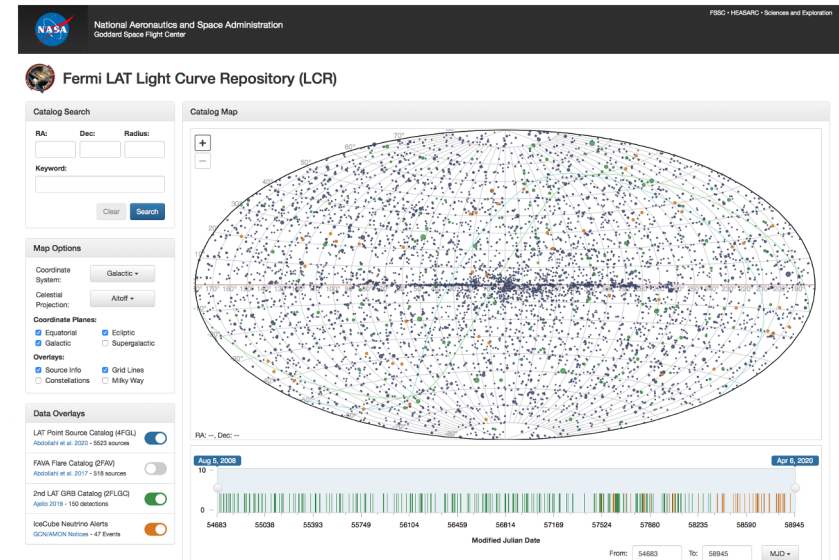 FSSC • HEASARC • Sciences and Exploration
NASA
National Aeronautics and Space Administration
Goddard Space Flight Center
Fermi LAT Light Curve Repository (LCR)
Catalog Search
RA: Dec: Radius:
Keyword:
Clear Search
Map Options
Coordinate System: Galactic
Celestial Projection: Aitoff
Coordinate Planes:
Equatorial Ecliptic
Galactic Supergalactic
Overlays:
Source Info Grid Lines
Constellations Milky Way
Data Overlays
LAT Point Source Catalog (4FGL)
Abdollahi et al. 2020 - 5523 sources
FAVA Flare Catalog (2FAV)
Abdollahi et al. 2017 - 518 sources
2nd LAT GRB Catalog (2FLGC)
Ajello 2019 - 150 detections
IceCube Neutrino Alerts
GCN/AMON Notices - 47 Events
Catalog Map
+
−
70°
60°
50°
40°
30°
RA: --, Dec: --
Aug 5, 2008 Apr 6, 2020
10
0
54683 55038 55393 55749 56104 56459 56814 57169 57524 57880 58235 58590 58945
Modified Julian Date
From: 54683 To: 58945 MJD